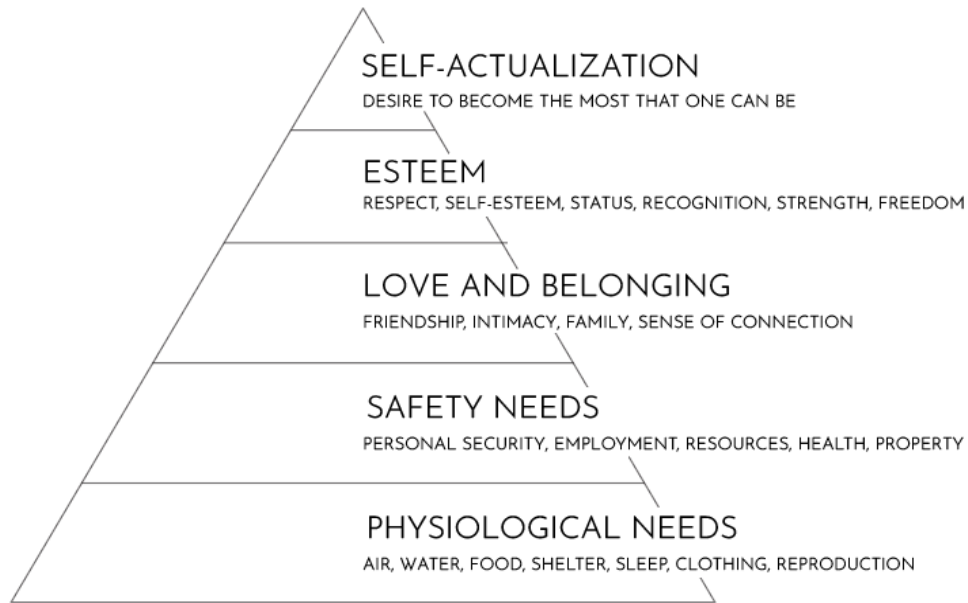 SELF-ACTUALIZATION
DESIRE TO BECOME THE MOST THAT ONE CAN BE
ESTEEM
RESPECT, SELF-ESTEEM, STATUS, RECOGNITION, STRENGTH, FREEDOM
LOVE AND BELONGING
FRIENDSHIP, INTIMACY, FAMILY, SENSE OF CONNECTION
SAFETY NEEDS
PERSONAL SECURITY, EMPLOYMENT, RESOURCES, HEALTH, PROPERTY
PHYSIOLOGICAL NEEDS
AIR, WATER, FOOD, SHELTER, SLEEP, CLOTHING, REPRODUCTION